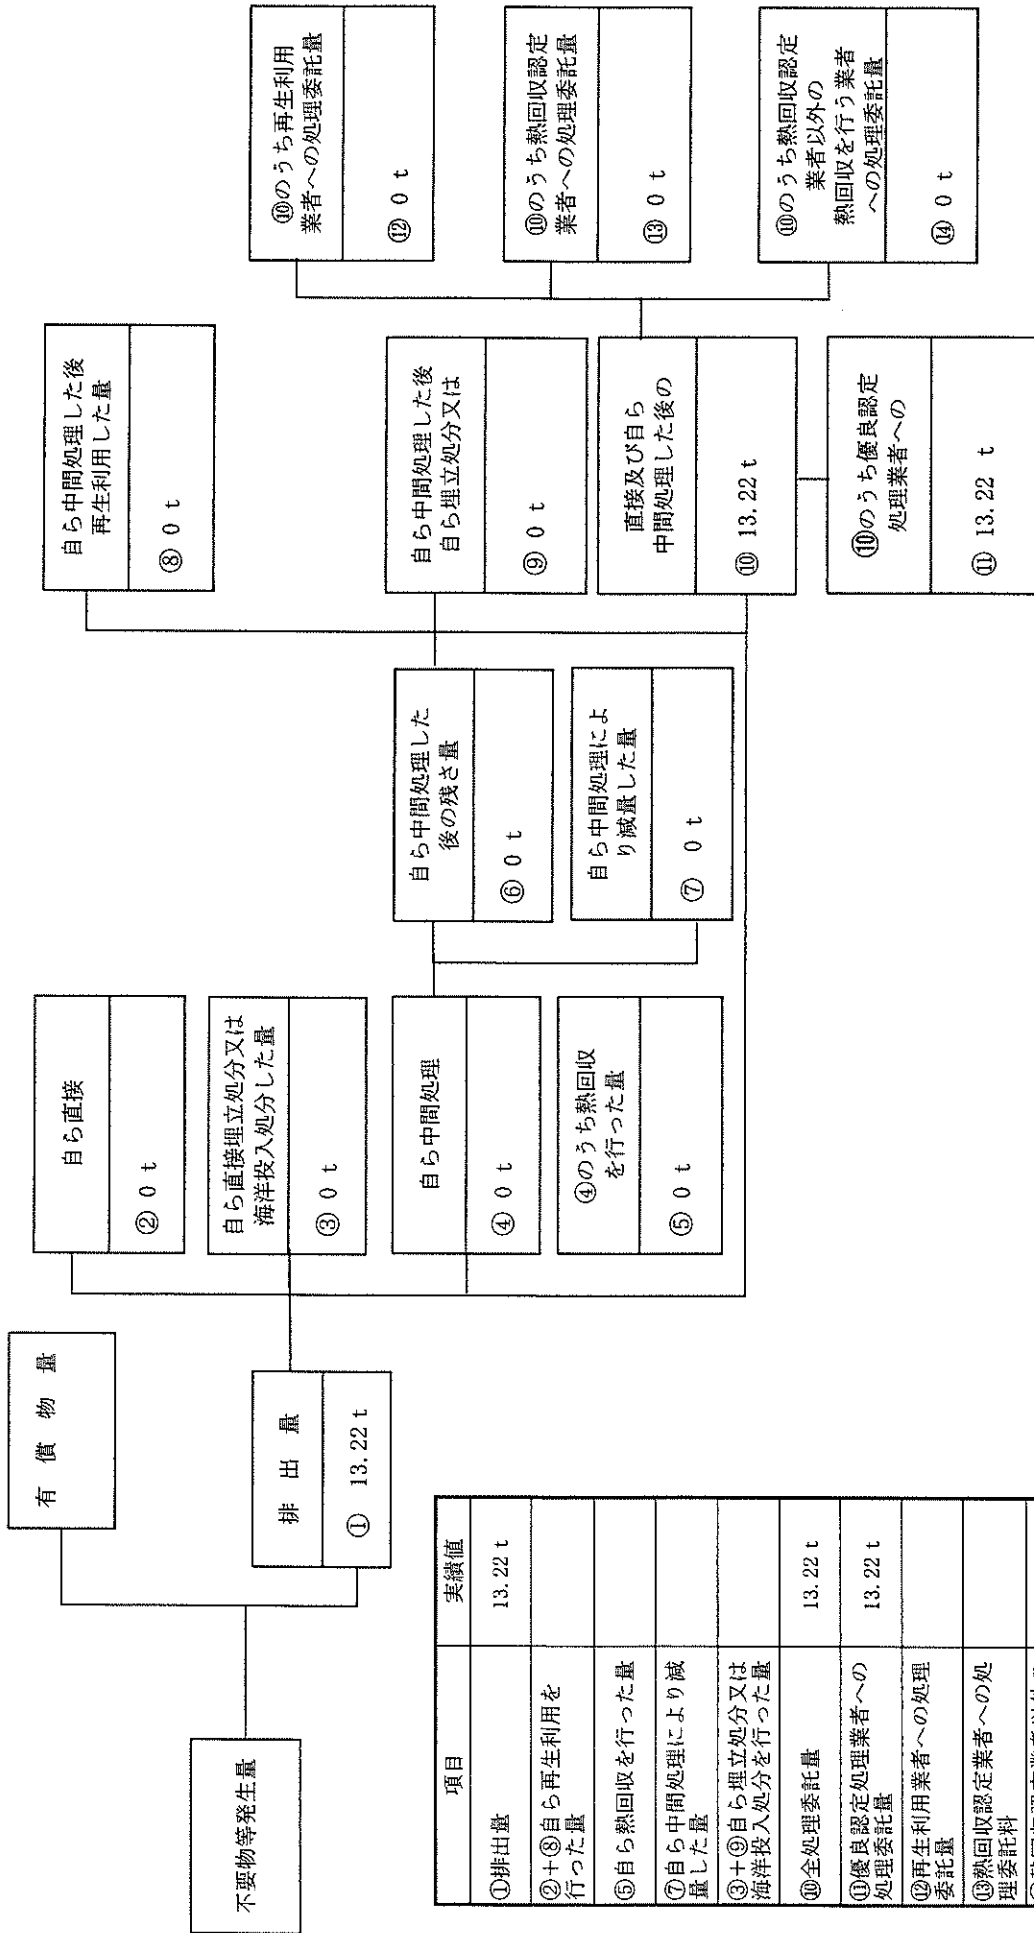 不要物等発生量
有 償 物 量
排 出 量
① 13.22 t
自ら直接
② 0 t
自ら直接埋立処分又は
海洋投入処分した量
③ 0 t
自ら中間処理
④ 0 t
④のうち熱回収
を行った量
⑤ 0 t
自ら中間処理した
後の残さ量
⑥ 0 t
自ら中間処理によ
り減量した量
⑦ 0 t
自ら中間処理した後
再生利用した量
⑧ 0 t
自ら中間処理した後
自ら埋立処分又は
⑨ 0 t
直接及び自ら
中間処理した後の
⑩ 13.22 t
⑩のうち優良認定
処理業者への
⑪ 13.22 t
⑩のうち再生利用
業者への処理委託量
⑫ 0 t
⑩のうち熱回収認定
業者への処理委託量
⑬ 0 t
⑩のうち熱回収認定
業者以外の
熱回収を行う業者
への処理委託量
⑭ 0 t
項目 実績値
①排出量 13.22 t
②+⑧自ら再生利用を
行った量
⑤自ら熱回収を行った量
⑦自ら中間処理により減
量した量
③+⑨自ら埋立処分又は
海洋投入処分を行った量
⑩全処理委託量 13.22 t
⑪優良認定処理業者への
処理委託量 13.22 t
⑫再生利用業者への処理
委託量
⑬熱回収認定業者への処
理委託料